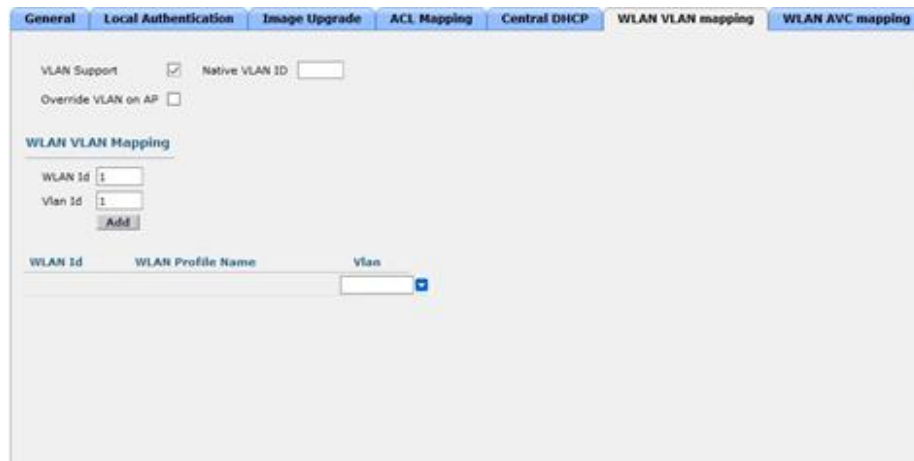 General Local Authentication Image Upgrade ACL Mapping Central DHCP WLAN VLAN mapping WLAN AVC mapping
VLAN Support Native VLAN ID
Override VLAN on AP
WLAN VLAN Mapping
WLAN Id 1
Vlan Id 1
Add
WLAN Id WLAN Profile Name Vlan